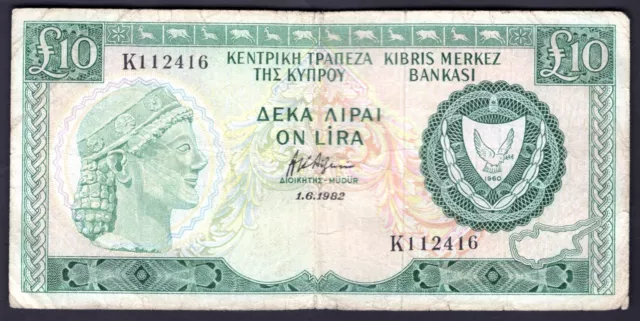 £10
£10
K112416
ΚΕΝΤΡΙΚΗ ΤΡΑΠΕΖΑ KIBRIS MERKEZ
ΤΗΣ ΚΥΠΡΟΥ BANKASI
ΔΕΚΑ ΛΙΡΑΙ
ON LİRA
ΔΙΟΙΚΗΤΗΣ - MÜDÜR
1.6.1982
1960
K112416